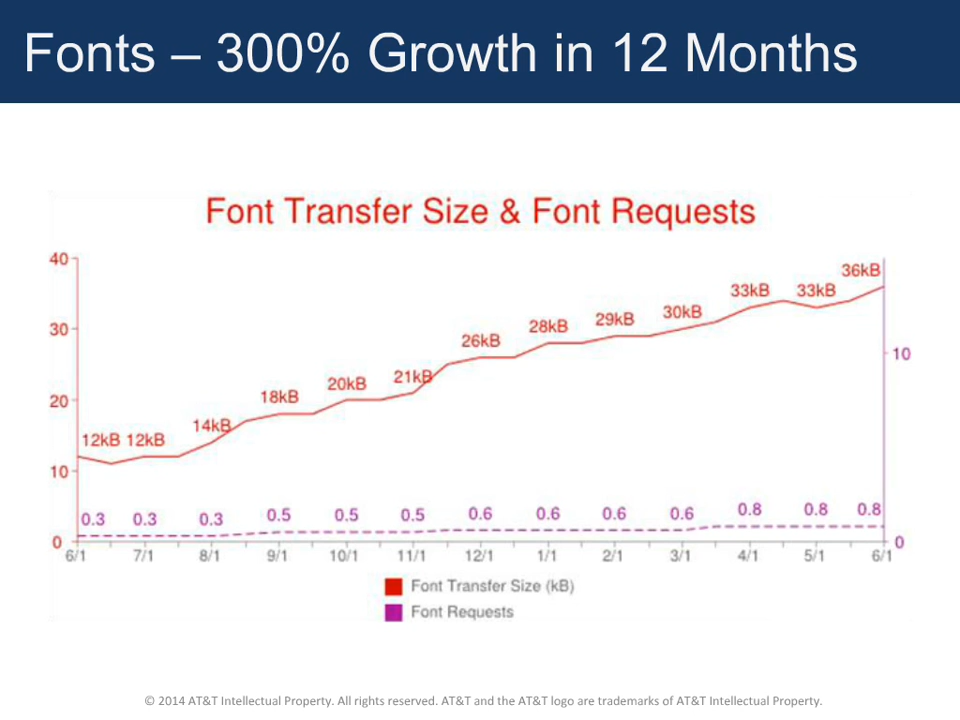 Fonts – 300% Growth in 12 Months
Font Transfer Size & Font Requests
40
30
20
10
0
10
0
12kB 12kB 14kB 18kB 20kB 21kB 26kB 28kB 29kB 30kB 33kB 33kB 36kB
0.3 0.3 0.3 0.5 0.5 0.5 0.6 0.6 0.6 0.6 0.8 0.8 0.8
6/1 7/1 8/1 9/1 10/1 11/1 12/1 1/1 2/1 3/1 4/1 5/1 6/1
Font Transfer Size (kB)
Font Requests
© 2014 AT&T Intellectual Property. All rights reserved. AT&T and the AT&T logo are trademarks of AT&T Intellectual Property.